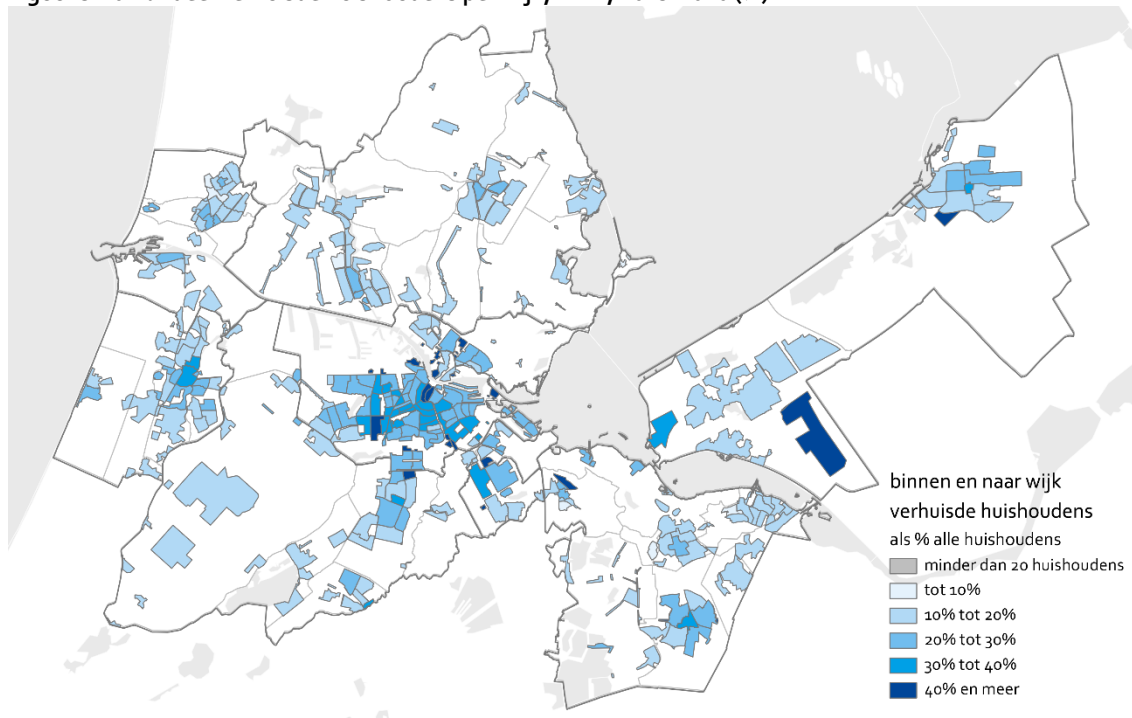 binnen en naar wijk
verhuisde huishoudens
als % alle huishoudens
minder dan 20 huishoudens
tot 10%
10% tot 20%
20% tot 30%
30% tot 40%
40% en meer